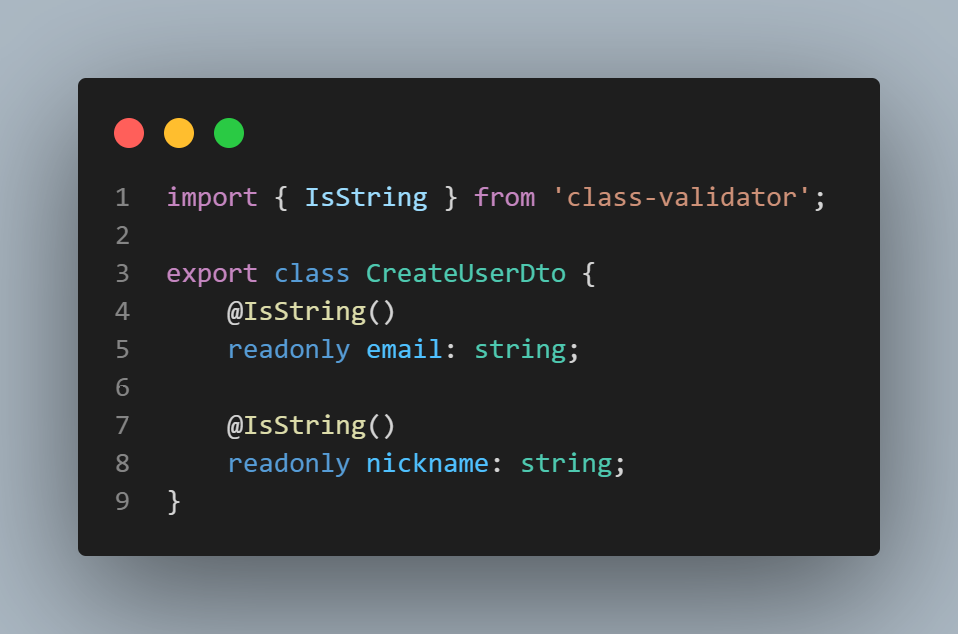 1 import { IsString } from 'class-validator';
2
3 export class CreateUserDto {
4     @IsString()
5     readonly email: string;
6
7     @IsString()
8     readonly nickname: string;
9 }